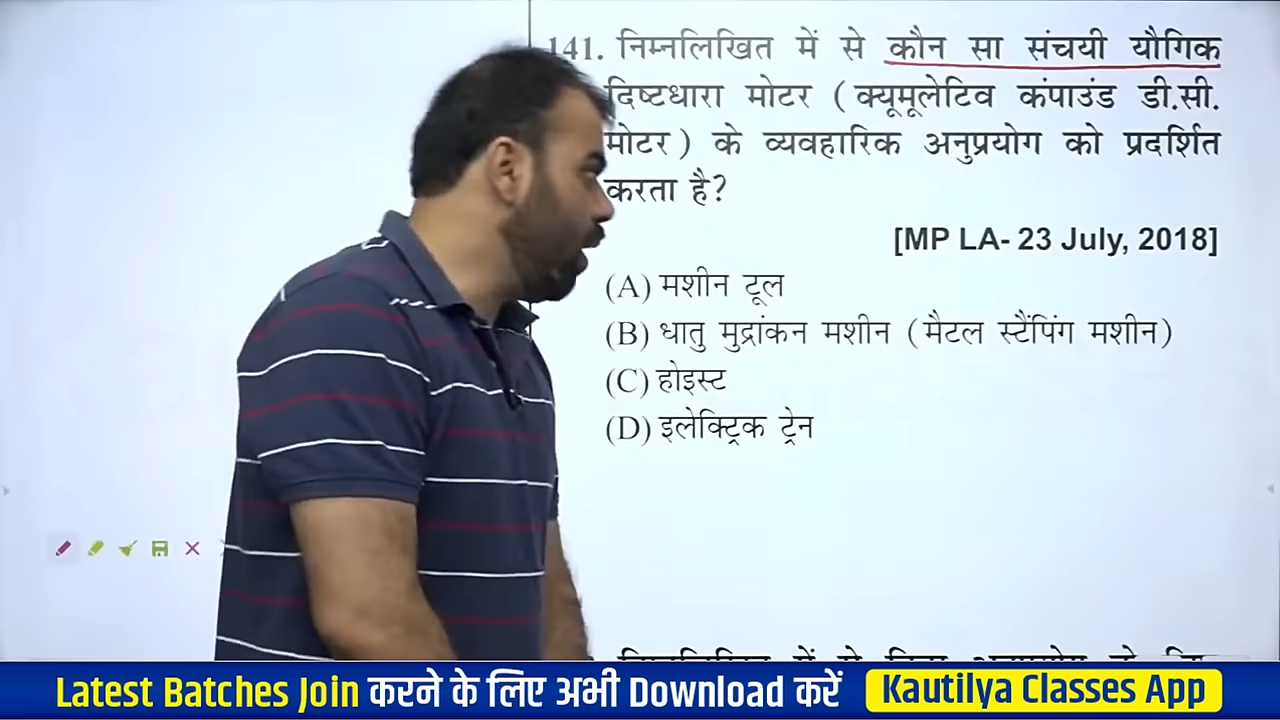 141. निम्नलिखित में से कौन सा संचयी यौगिक
दिष्टधारा मोटर ( क्यूमूलेटिव कंपाउंड डी.सी.
मोटर ) के व्यवहारिक अनुप्रयोग को प्रदर्शित
करता है?
[MP LA- 23 July, 2018]
(A) मशीन टूल
(B) धातु मुद्रांकन मशीन (मैटल स्टैंपिंग मशीन)
(C) होइस्ट
(D) इलेक्ट्रिक ट्रेन
Latest Batches Join करने के लिए अभी Download करें Kautilya Classes App